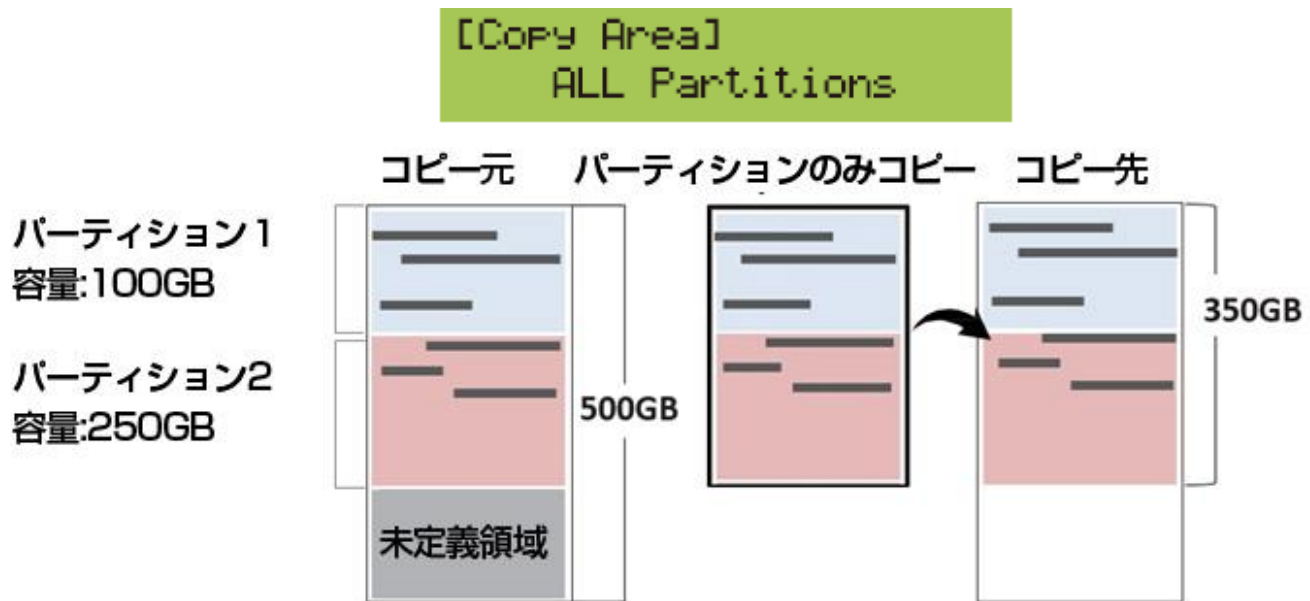 [Copy Area]
ALL Partitions
コピー元 パーティションのみコピー コピー先
パーティション1
容量:100GB
パーティション2
容量:250GB
500GB
350GB
未定義領域